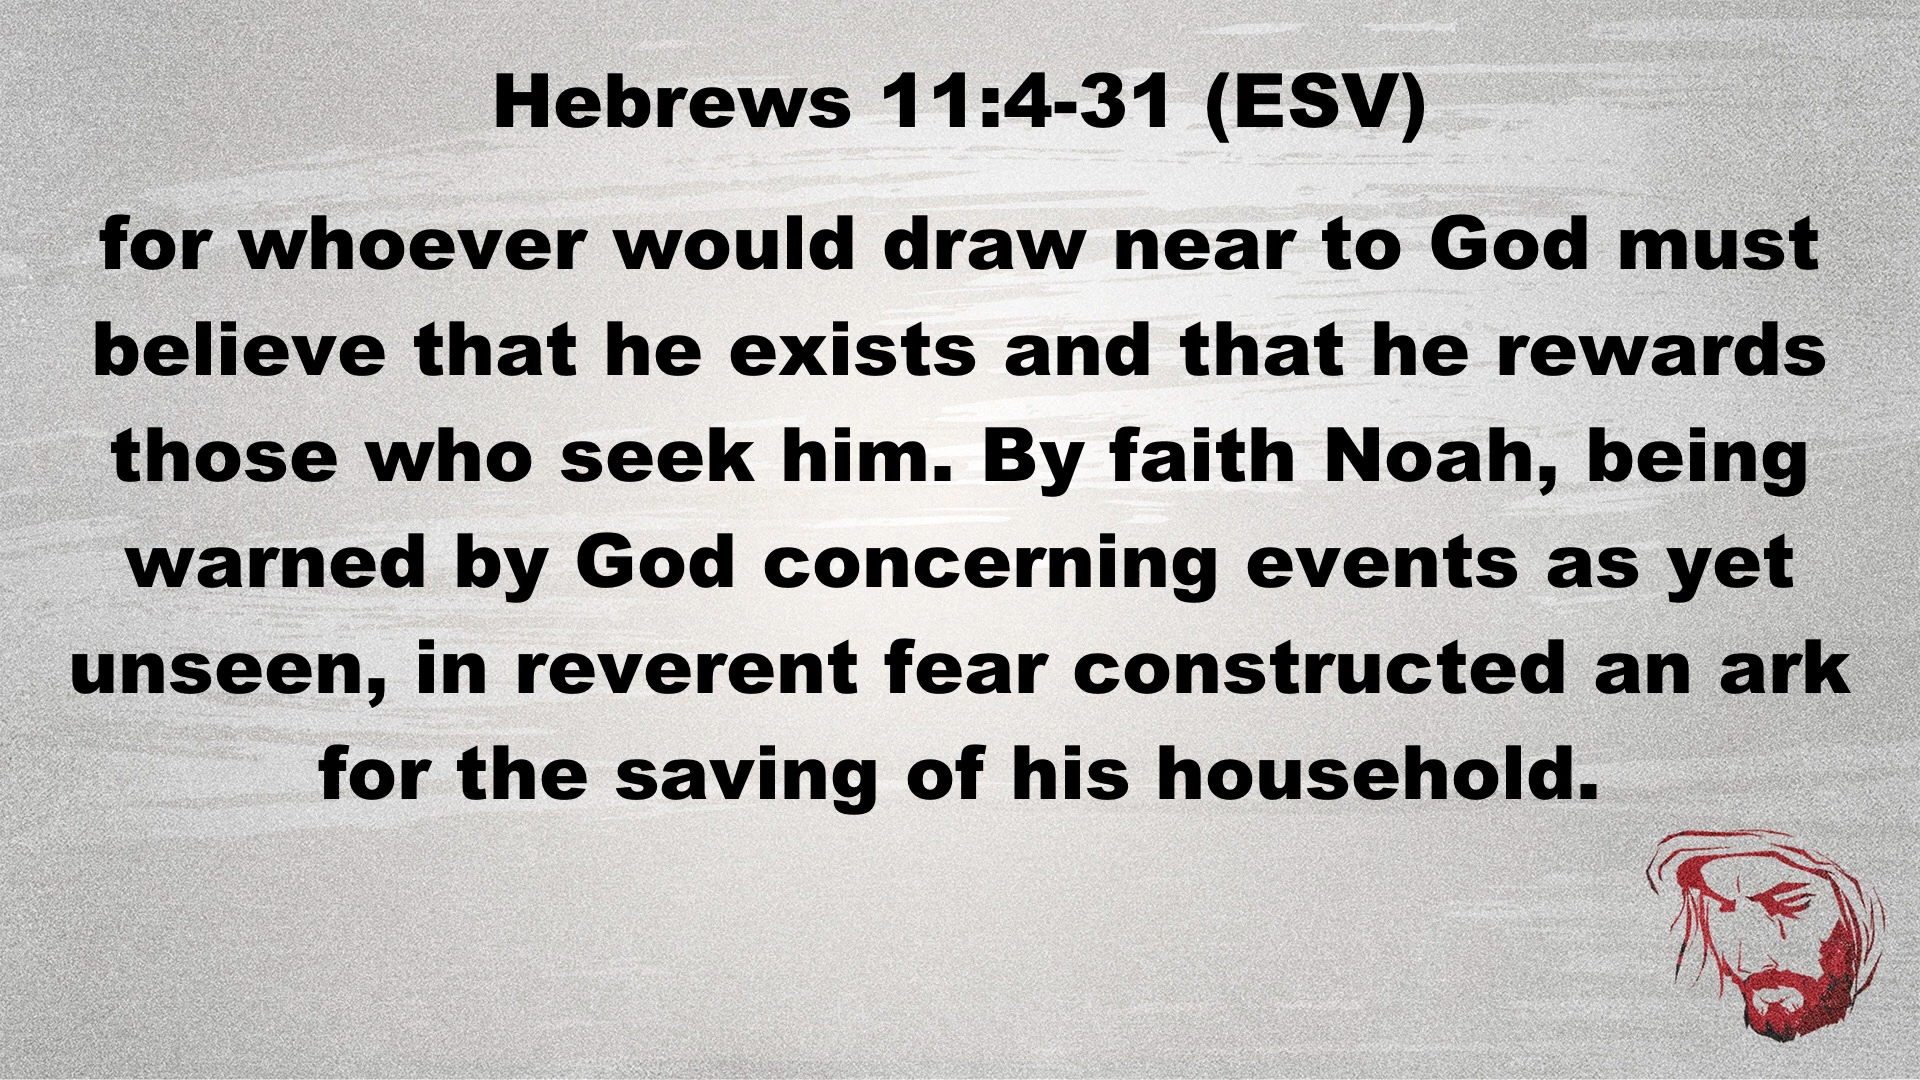 Hebrews 11:4-31 (ESV)
for whoever would draw near to God must
believe that he exists and that he rewards
those who seek him. By faith Noah, being
warned by God concerning events as yet
unseen, in reverent fear constructed an ark
for the saving of his household.